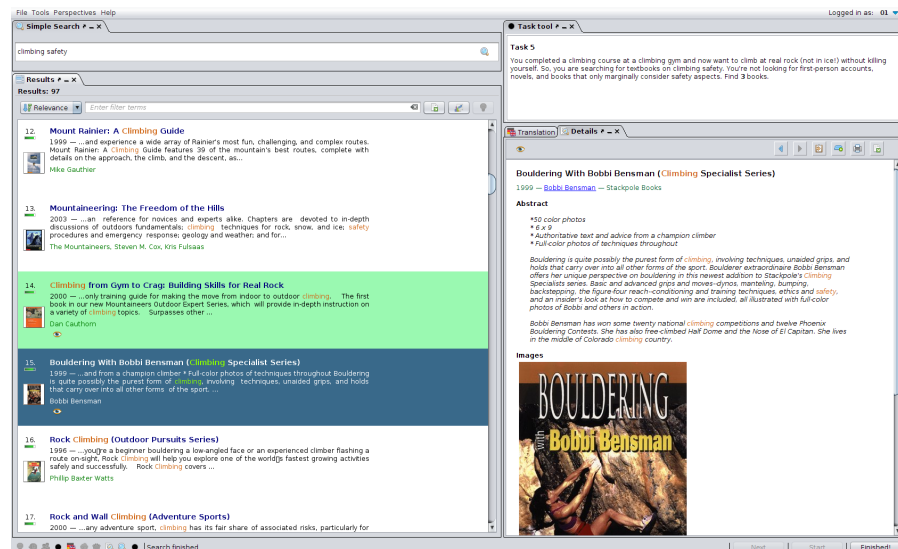 File Tools Perspectives Help
Logged in as: 01
Simple Search
climbing safety
Results
Results: 97
Relevance
Enter filter terms
12. Mount Rainier: A Climbing Guide
1999 — ...and experience a wide array of Rainier's most fun, challenging, and complex routes.
Mount Rainier: A Climbing Guide features 39 of the mountain's best routes, complete with
details on the approach, the climb, and the descent, as...
Mike Gauthier
13. Mountaineering: The Freedom of the Hills
2003 — ...an reference for novices and experts alike. Chapters are devoted to in-depth
discussions of outdoors fundamentals; climbing techniques for rock, snow, and ice; safety
procedures and emergency response; geology and weather; and for...
The Mountaineers, Steven M. Cox, Kris Fulsaas
14. Climbing from Gym to Crag: Building Skills for Real Rock
2000 — ...only training guide for making the move from indoor to outdoor climbing. The first
book in our new Mountaineers Outdoor Expert Series, which will provide in-depth instruction on
a variety of climbing topics. Surpasses other ...
Dan Cauthorn
15. Bouldering With Bobbi Bensman (Climbing Specialist Series)
1999 — ...and from a champion climber * Full-color photos of techniques throughout Bouldering
is quite possibly the purest form of climbing, involving techniques, unaided grips, and holds
that carry over into all other forms of the sport. ...
Bobbi Bensman
16. Rock Climbing (Outdoor Pursuits Series)
1996 — ...you▯re a beginner bouldering a low-angled face or an experienced climber flashing a
route on-sight, Rock Climbing will help you explore one of the world▯s fastest growing activities
safely and successfully. Rock Climbing covers ...
Phillip Baxter Watts
17. Rock and Wall Climbing (Adventure Sports)
2000 — ...any adventure sport, climbing has its fair share of associated risks, particularly for
Search finished
Task tool
Task 5
You completed a climbing course at a climbing gym and now want to climb at real rock (not in ice!) without killing
yourself. So, you are searching for textbooks on climbing safety. You're not looking for first-person accounts,
novels, and books that only marginally consider safety aspects. Find 3 books.
Translation Details
Bouldering With Bobbi Bensman (Climbing Specialist Series)
1999 — Bobbi Bensman — Stackpole Books
Abstract
*50 color photos
* 6 x 9
* Authoritative text and advice from a champion climber
* Full-color photos of techniques throughout
Bouldering is quite possibly the purest form of climbing, involving techniques, unaided grips, and
holds that carry over into all other forms of the sport. Boulderer extraordinaire Bobbi Bensman
offers her unique perspective on bouldering in this newest addition to Stackpole's Climbing
Specialists series. Basic and advanced grips and moves-dynos, manteling, bumping,
backstepping, the figure-four reach--conditioning and training techniques, ethics and safety,
and an insider's look at how to compete and win are included, all illustrated with full-color
photos of Bobbi and others in action.
Bobbi Bensman has won some twenty national climbing competitions and twelve Phoenix
Bouldering Contests. She has also free-climbed Half Dome and the Nose of El Capitan. She lives
in the middle of Colorado climbing country.
Images
BOULDERING
with Bobbi Bensman
Next Start Finished!